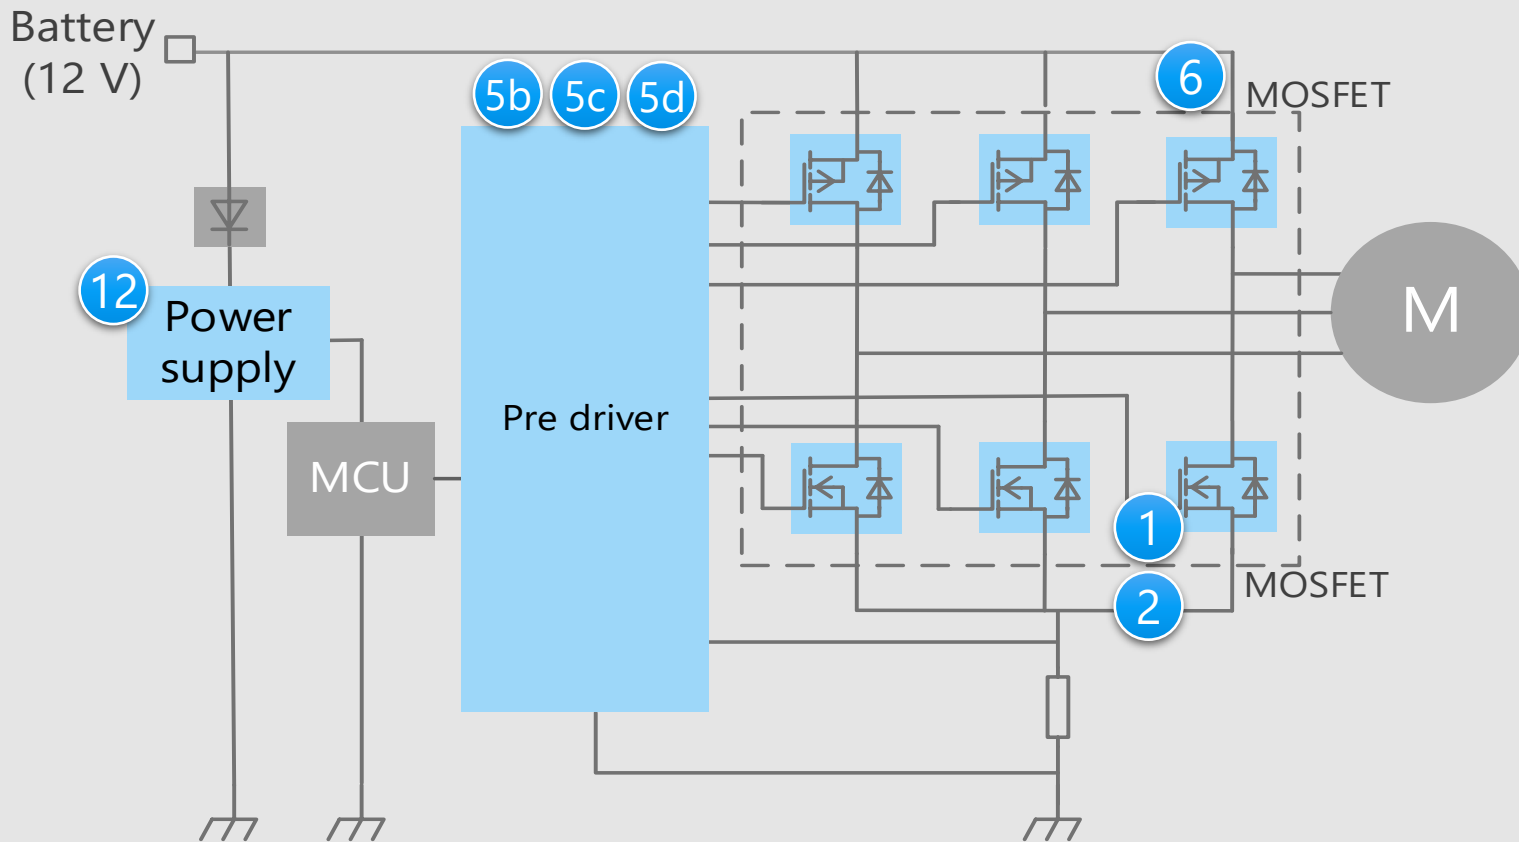 Battery
(12 V)
5b
5c
5d
6
MOSFET
12
Power
supply
M
Pre driver
MCU
1
MOSFET
2